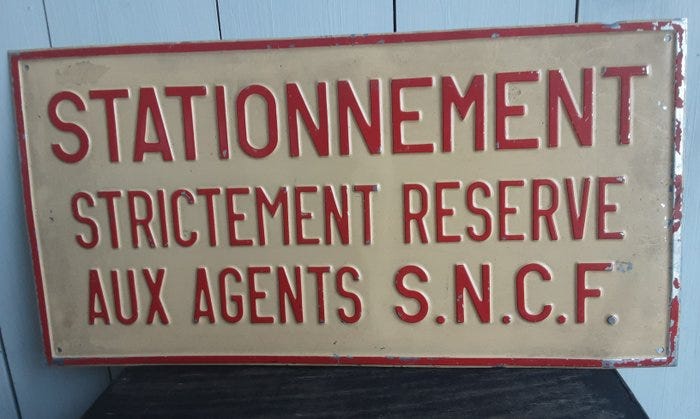 STATIONNEMENT
STRICTEMENT RESERVE
AUX AGENTS S.N.C.F.